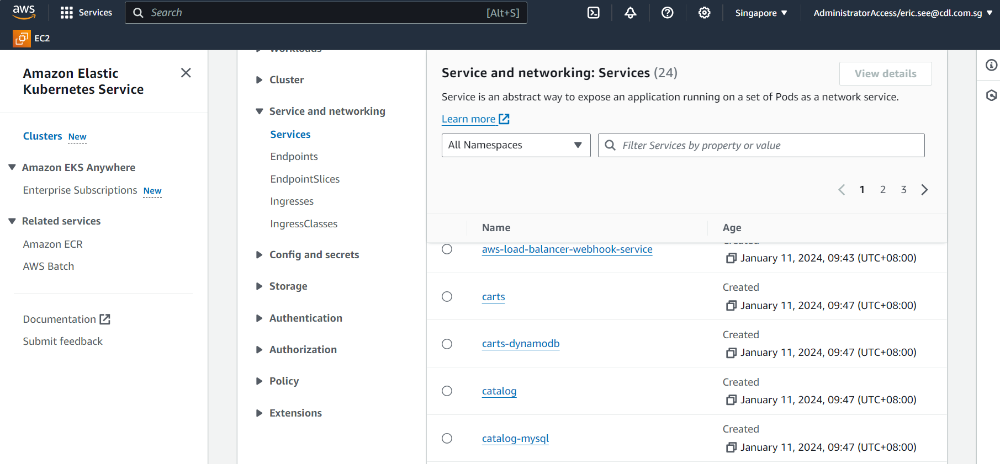 aws
Services
Search
[Alt+S]
Singapore
AdministratorAccess/eric.see@cdl.com.sg
EC2
Amazon Elastic
Kubernetes Service
Clusters New
Amazon EKS Anywhere
Enterprise Subscriptions New
Related services
Amazon ECR
AWS Batch
Documentation
Submit feedback
Workloads
Cluster
Service and networking
Services
Endpoints
EndpointSlices
Ingresses
IngressClasses
Config and secrets
Storage
Authentication
Authorization
Policy
Extensions
Service and networking: Services (24)
View details
Service is an abstract way to expose an application running on a set of Pods as a network service.
Learn more
All Namespaces
Filter Services by property or value
1 2 3
Name Age
Created
aws-load-balancer-webhook-service January 11, 2024, 09:43 (UTC+08:00)
Created
carts January 11, 2024, 09:47 (UTC+08:00)
Created
carts-dynamodb January 11, 2024, 09:47 (UTC+08:00)
Created
catalog January 11, 2024, 09:47 (UTC+08:00)
Created
catalog-mysql January 11, 2024, 09:47 (UTC+08:00)